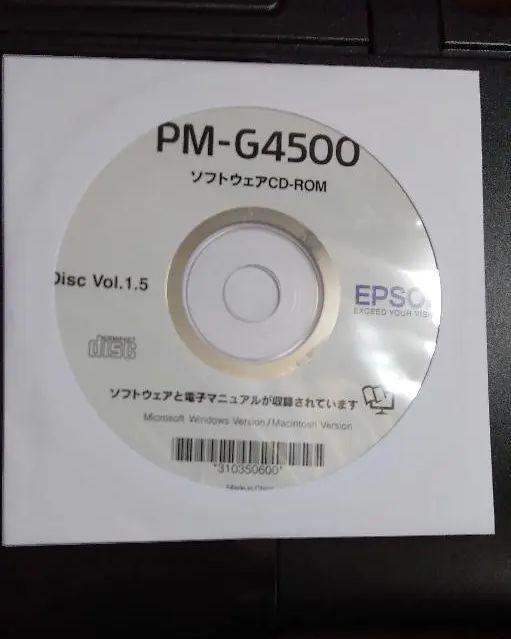 PM-G4500
ソフトウェアCD-ROM
Disc Vol.1.5
EPSO
EXCEED YOUR VIS
COMPACT
disc
ソフトウェアと電子マニュアルが収録されています
Microsoft Windows Version/Macintosh Version
*310350600*